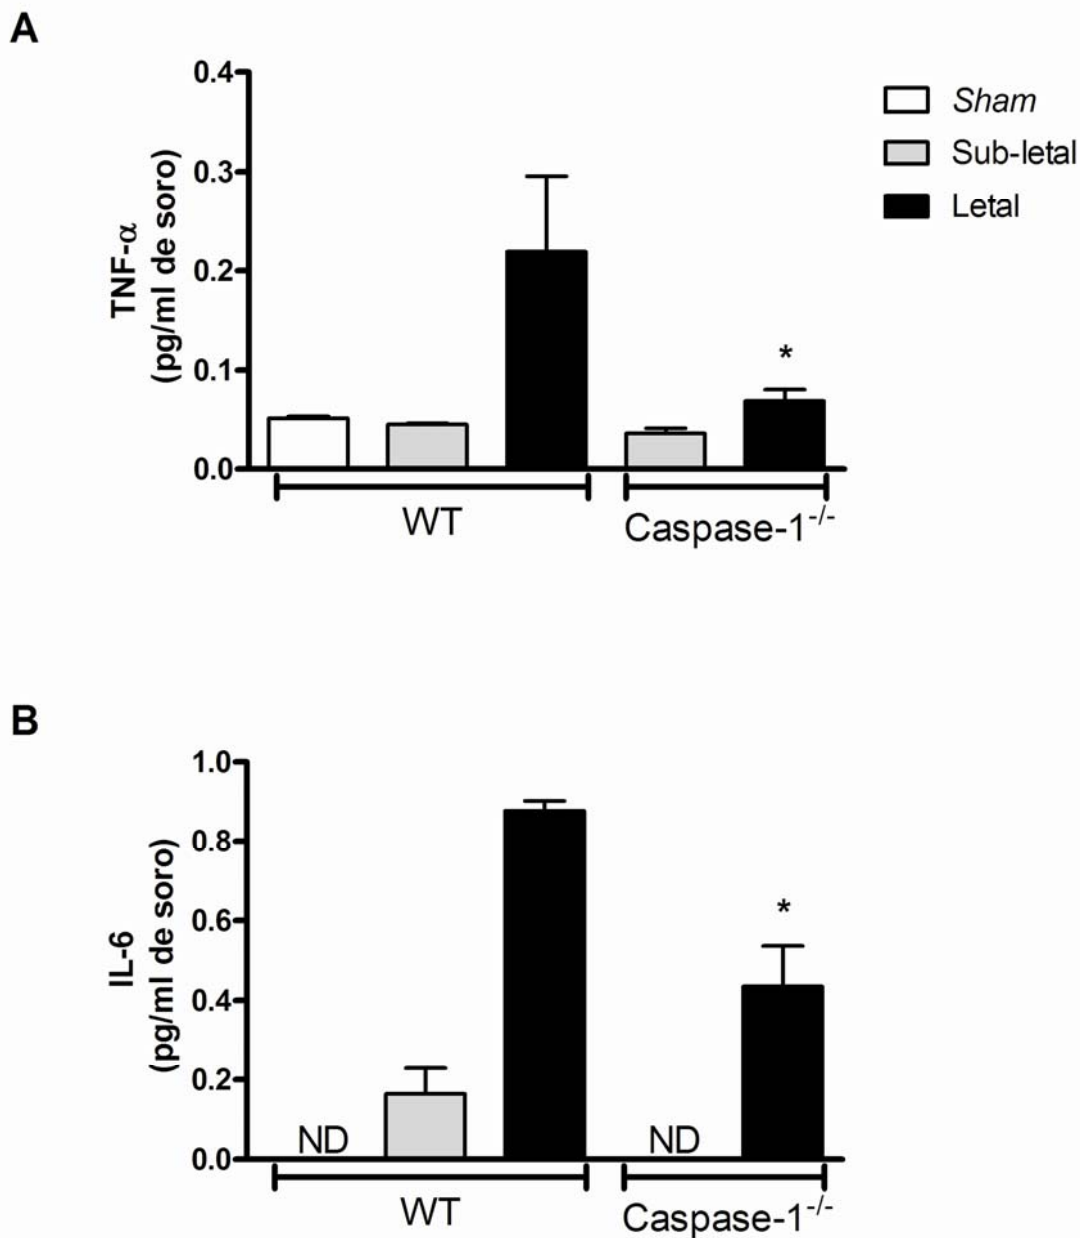 A
0.4
0.3
0.2
0.1
0.0
TNF-α
(pg/ml de soro)
*
WT
Caspase-1-/-
Sham
Sub-letal
Letal
B
1.0
0.8
0.6
0.4
0.2
0.0
IL-6
(pg/ml de soro)
ND
ND
*
WT
Caspase-1-/-